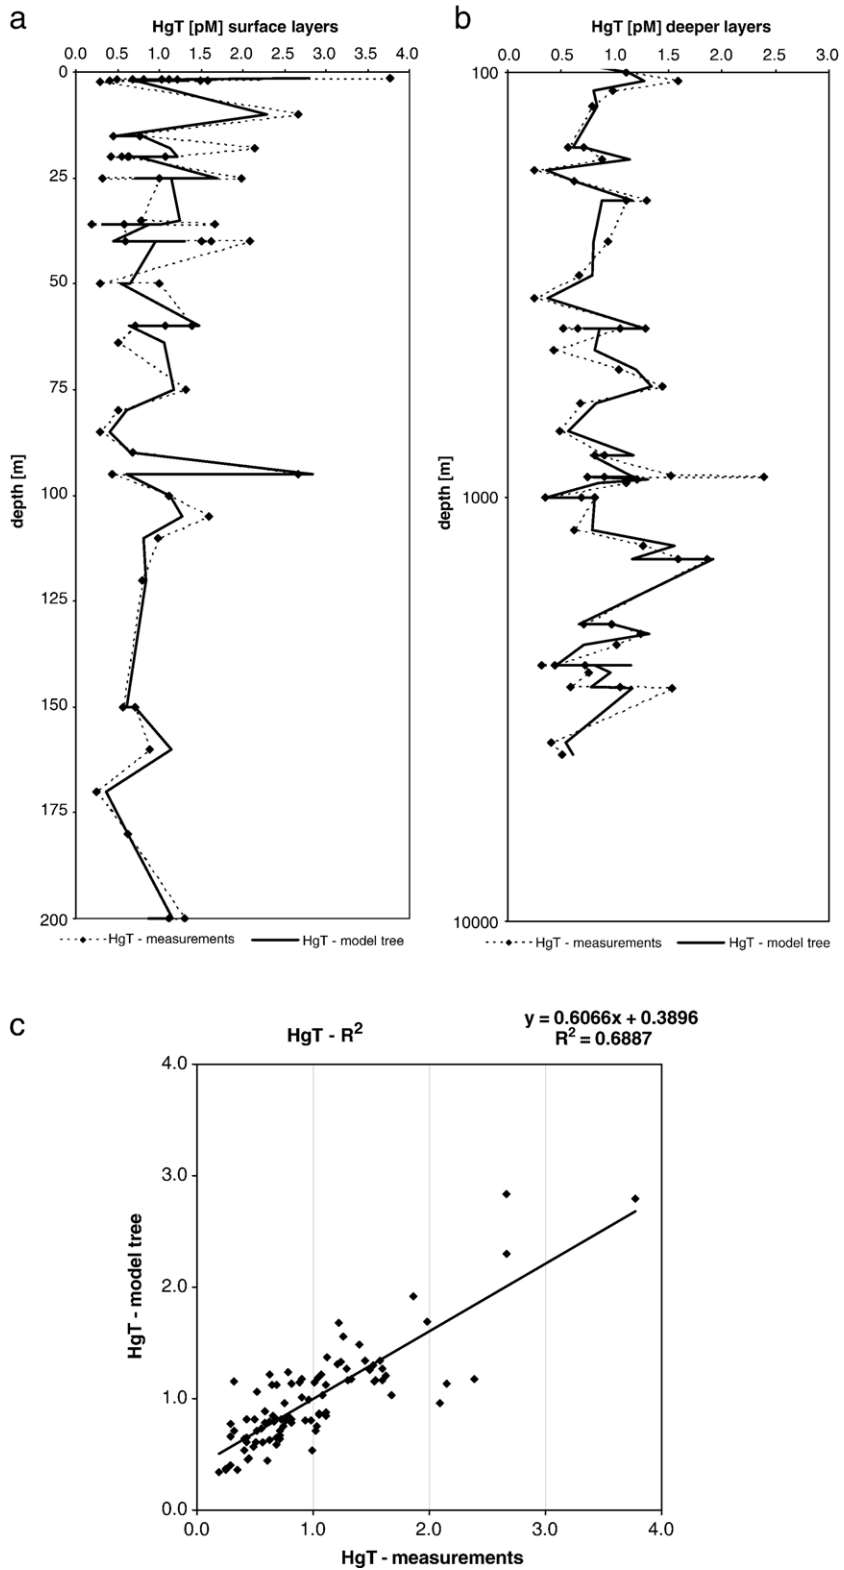 a
HgT [pM] surface layers
0.0 0.5 1.0 1.5 2.0 2.5 3.0 3.5 4.0
0
25
50
75
100
125
150
175
200
depth [m]
HgT - measurements HgT - model tree
b
HgT [pM] deeper layers
0.0 0.5 1.0 1.5 2.0 2.5 3.0
100
1000
10000
depth [m]
HgT - measurements HgT - model tree
c
HgT - R²
y = 0.6066x + 0.3896
R² = 0.6887
4.0
3.0
2.0
1.0
0.0
HgT - model tree
0.0 1.0 2.0 3.0 4.0
HgT - measurements